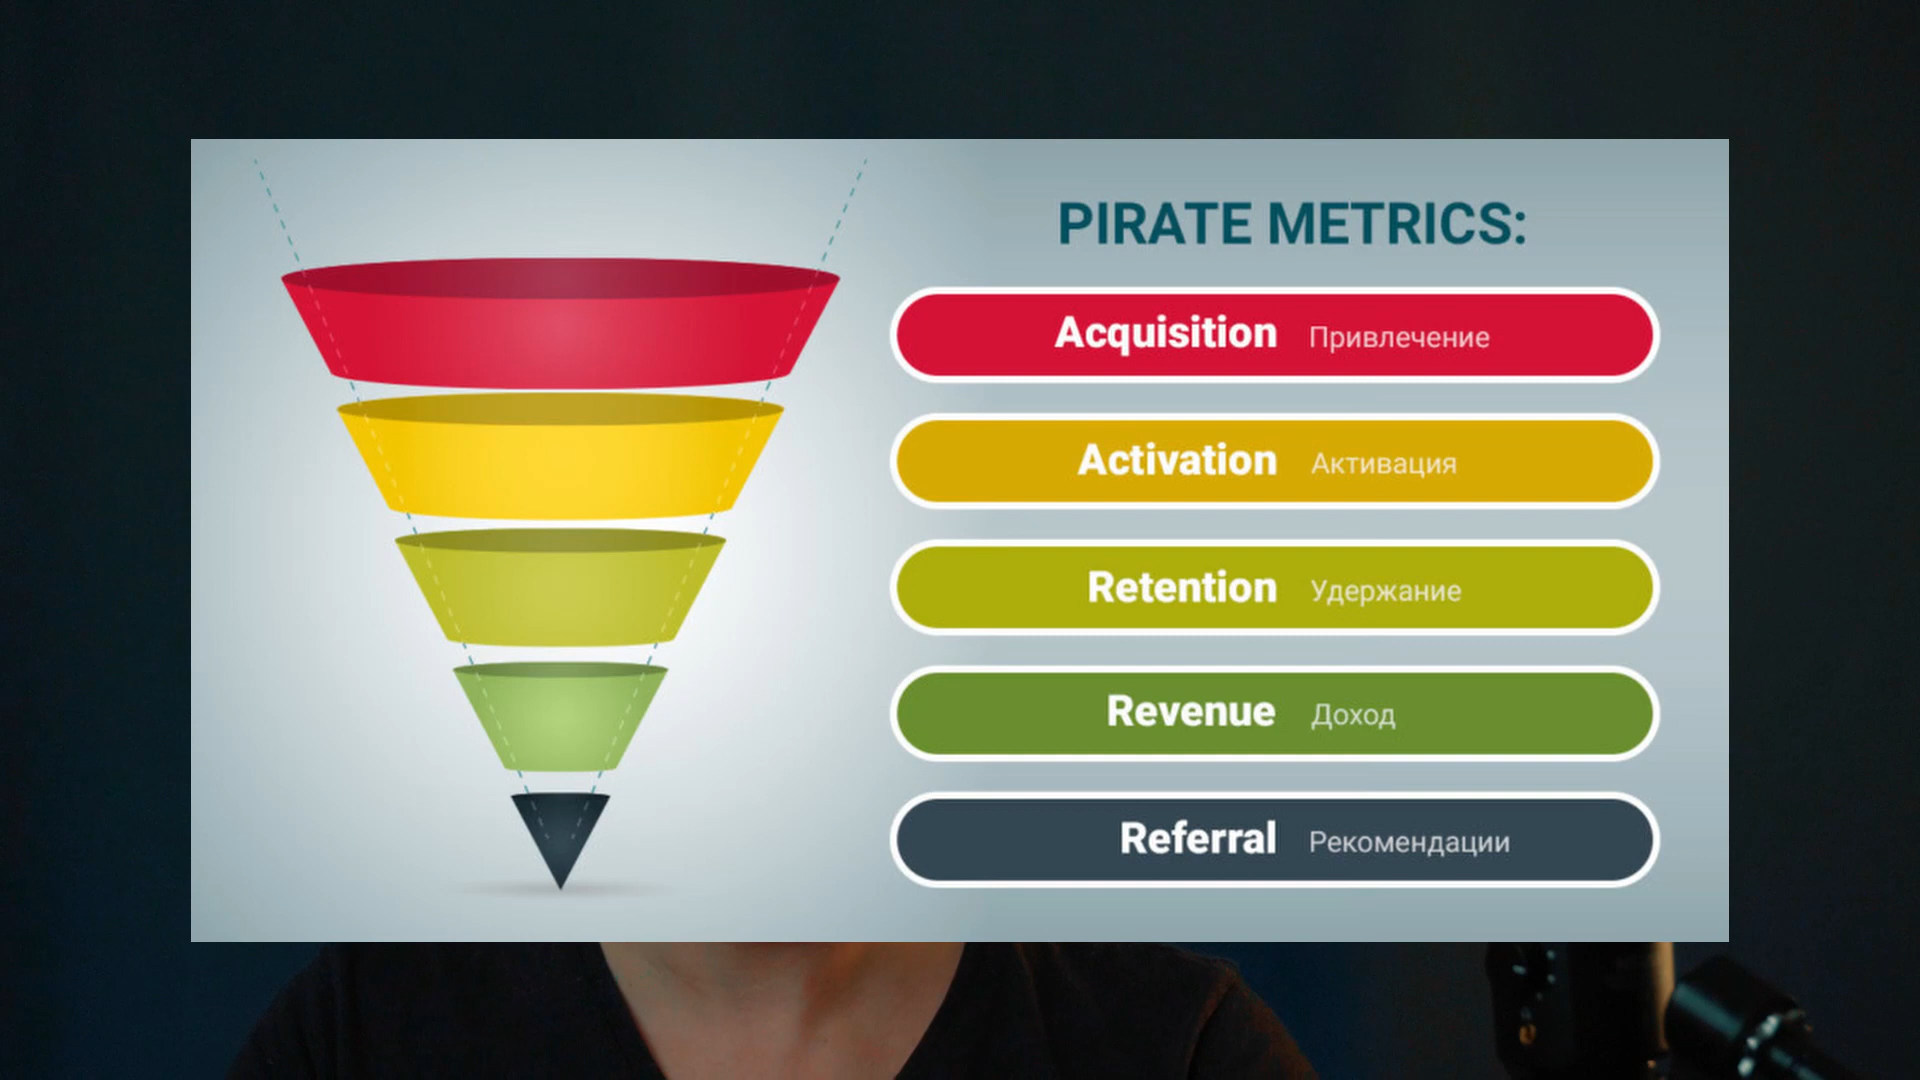 PIRATE METRICS:
Acquisition Привлечение
Activation Активация
Retention Удержание
Revenue Доход
Referral Рекомендации